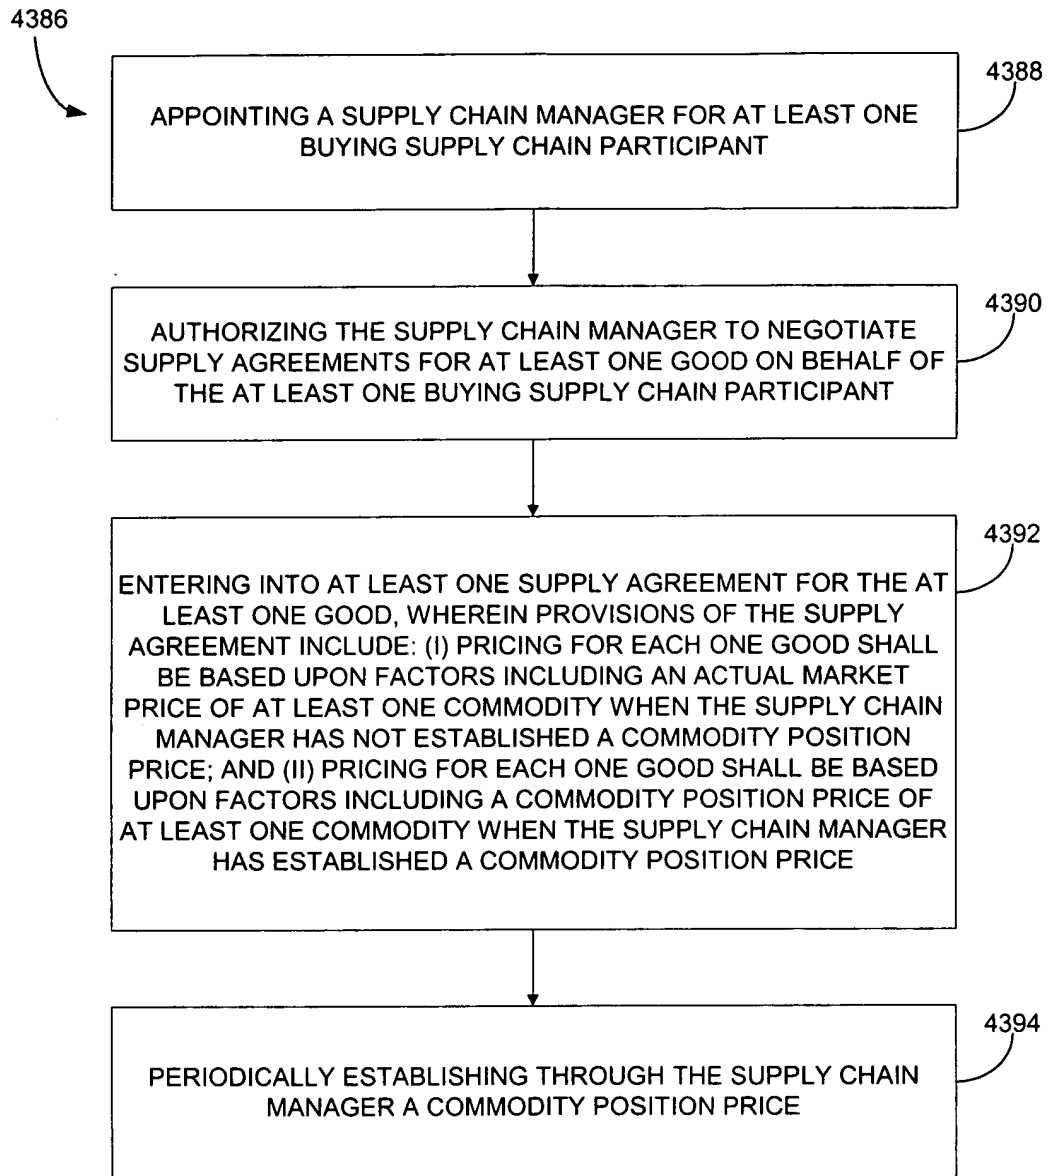 4386
4388
APPOINTING A SUPPLY CHAIN MANAGER FOR AT LEAST ONE
BUYING SUPPLY CHAIN PARTICIPANT
4390
AUTHORIZING THE SUPPLY CHAIN MANAGER TO NEGOTIATE
SUPPLY AGREEMENTS FOR AT LEAST ONE GOOD ON BEHALF OF
THE AT LEAST ONE BUYING SUPPLY CHAIN PARTICIPANT
4392
ENTERING INTO AT LEAST ONE SUPPLY AGREEMENT FOR THE AT
LEAST ONE GOOD, WHEREIN PROVISIONS OF THE SUPPLY
AGREEMENT INCLUDE: (I) PRICING FOR EACH ONE GOOD SHALL
BE BASED UPON FACTORS INCLUDING AN ACTUAL MARKET
PRICE OF AT LEAST ONE COMMODITY WHEN THE SUPPLY CHAIN
MANAGER HAS NOT ESTABLISHED A COMMODITY POSITION
PRICE; AND (II) PRICING FOR EACH ONE GOOD SHALL BE BASED
UPON FACTORS INCLUDING A COMMODITY POSITION PRICE OF
AT LEAST ONE COMMODITY WHEN THE SUPPLY CHAIN MANAGER
HAS ESTABLISHED A COMMODITY POSITION PRICE
4394
PERIODICALLY ESTABLISHING THROUGH THE SUPPLY CHAIN
MANAGER A COMMODITY POSITION PRICE